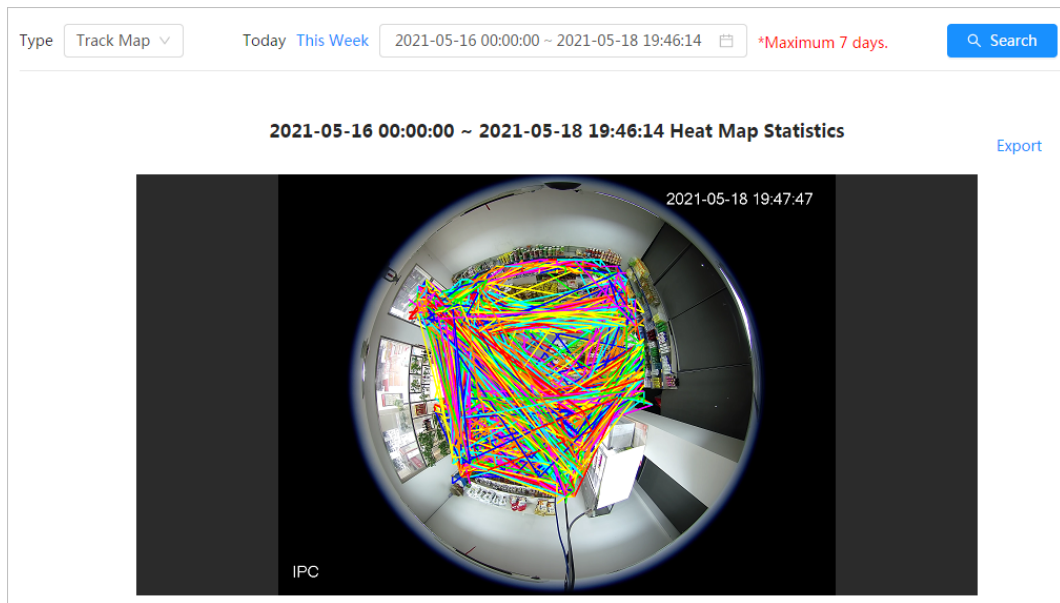 Type Track Map Today This Week 2021-05-16 00:00:00 ~ 2021-05-18 19:46:14 *Maximum 7 days. Search
2021-05-16 00:00:00 ~ 2021-05-18 19:46:14 Heat Map Statistics
Export
2021-05-18 19:47:47
IPC